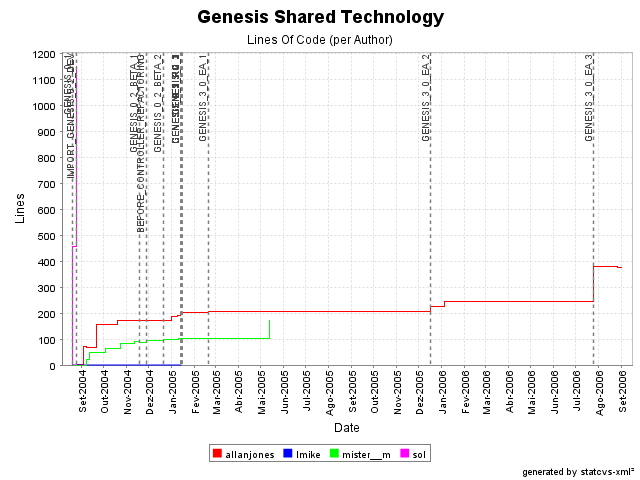 Genesis Shared Technology
Lines Of Code (per Author)
Lines
1200
1100
1000
900
800
700
600
500
400
300
200
100
0
GENESIS_3_0_EA_1
GENESIS_3_0_EA_2
GENESIS_3_0_EA_3
GENESIS_0_2_BETA_1
BEFORE_CONTROLLER_REFACTORING
GENESIS_0_2_BETA_2
Set-2004
Out-2004
Nov-2004
Dez-2004
Jan-2005
Fev-2005
Mar-2005
Abr-2005
Mai-2005
Jun-2005
Jul-2005
Ago-2005
Set-2005
Out-2005
Nov-2005
Dez-2005
Jan-2006
Fev-2006
Mar-2006
Abr-2006
Mai-2006
Jun-2006
Jul-2006
Ago-2006
Set-2006
Date
allanjones lmike mister__m sol
generated by statcvs-xml²